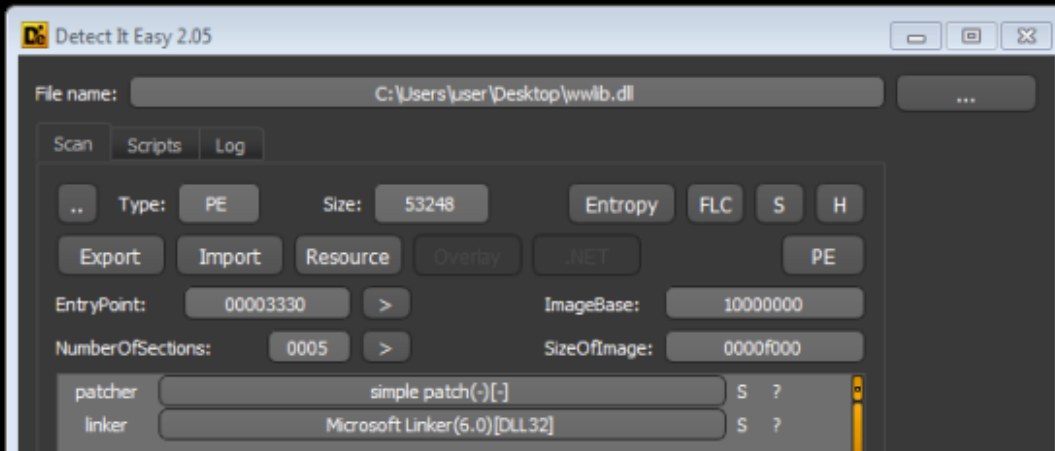 Detect It Easy 2.05
File name: C:\Users\user\Desktop\wwlib.dll ...
Scan Scripts Log
.. Type: PE Size: 53248 Entropy FLC S H
Export Import Resource Overlay .NET PE
EntryPoint: 00003330 > ImageBase: 10000000
NumberOfSections: 0005 > SizeOfImage: 0000f000
patcher simple patch(-)[-] S ?
linker Microsoft Linker(6.0)[DLL32] S ?